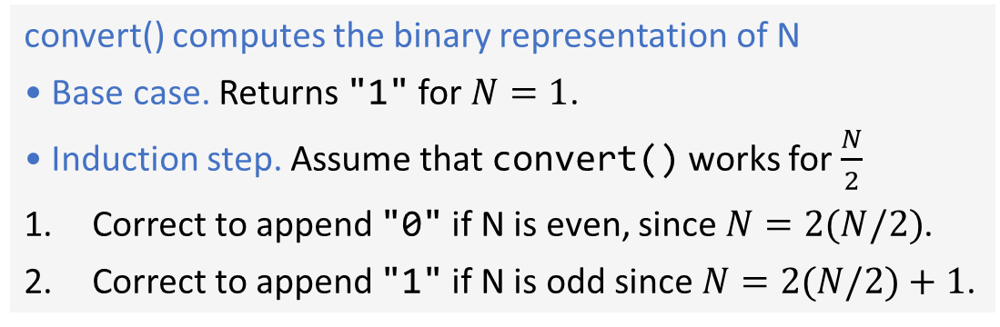 convert() computes the binary representation of N
• Base case. Returns "1" for N = 1.
• Induction step. Assume that convert() works for N/2
1. Correct to append "0" if N is even, since N = 2(N/2).
2. Correct to append "1" if N is odd since N = 2(N/2) + 1.